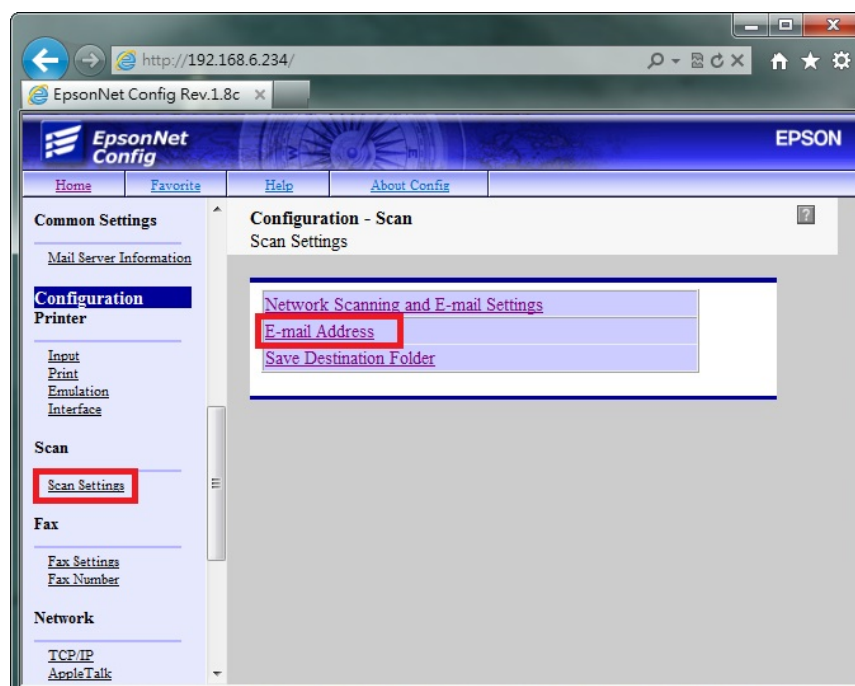 http://192.168.6.234/
EpsonNet Config Rev.1.8c
EpsonNet
Config
EPSON
Home
Favorite
Help
About Config
Common Settings
Mail Server Information
Configuration
Printer
Input
Print
Emulation
Interface
Scan
Scan Settings
Fax
Fax Settings
Fax Number
Network
TCP/IP
AppleTalk
Configuration - Scan
?
Scan Settings
Network Scanning and E-mail Settings
E-mail Address
Save Destination Folder